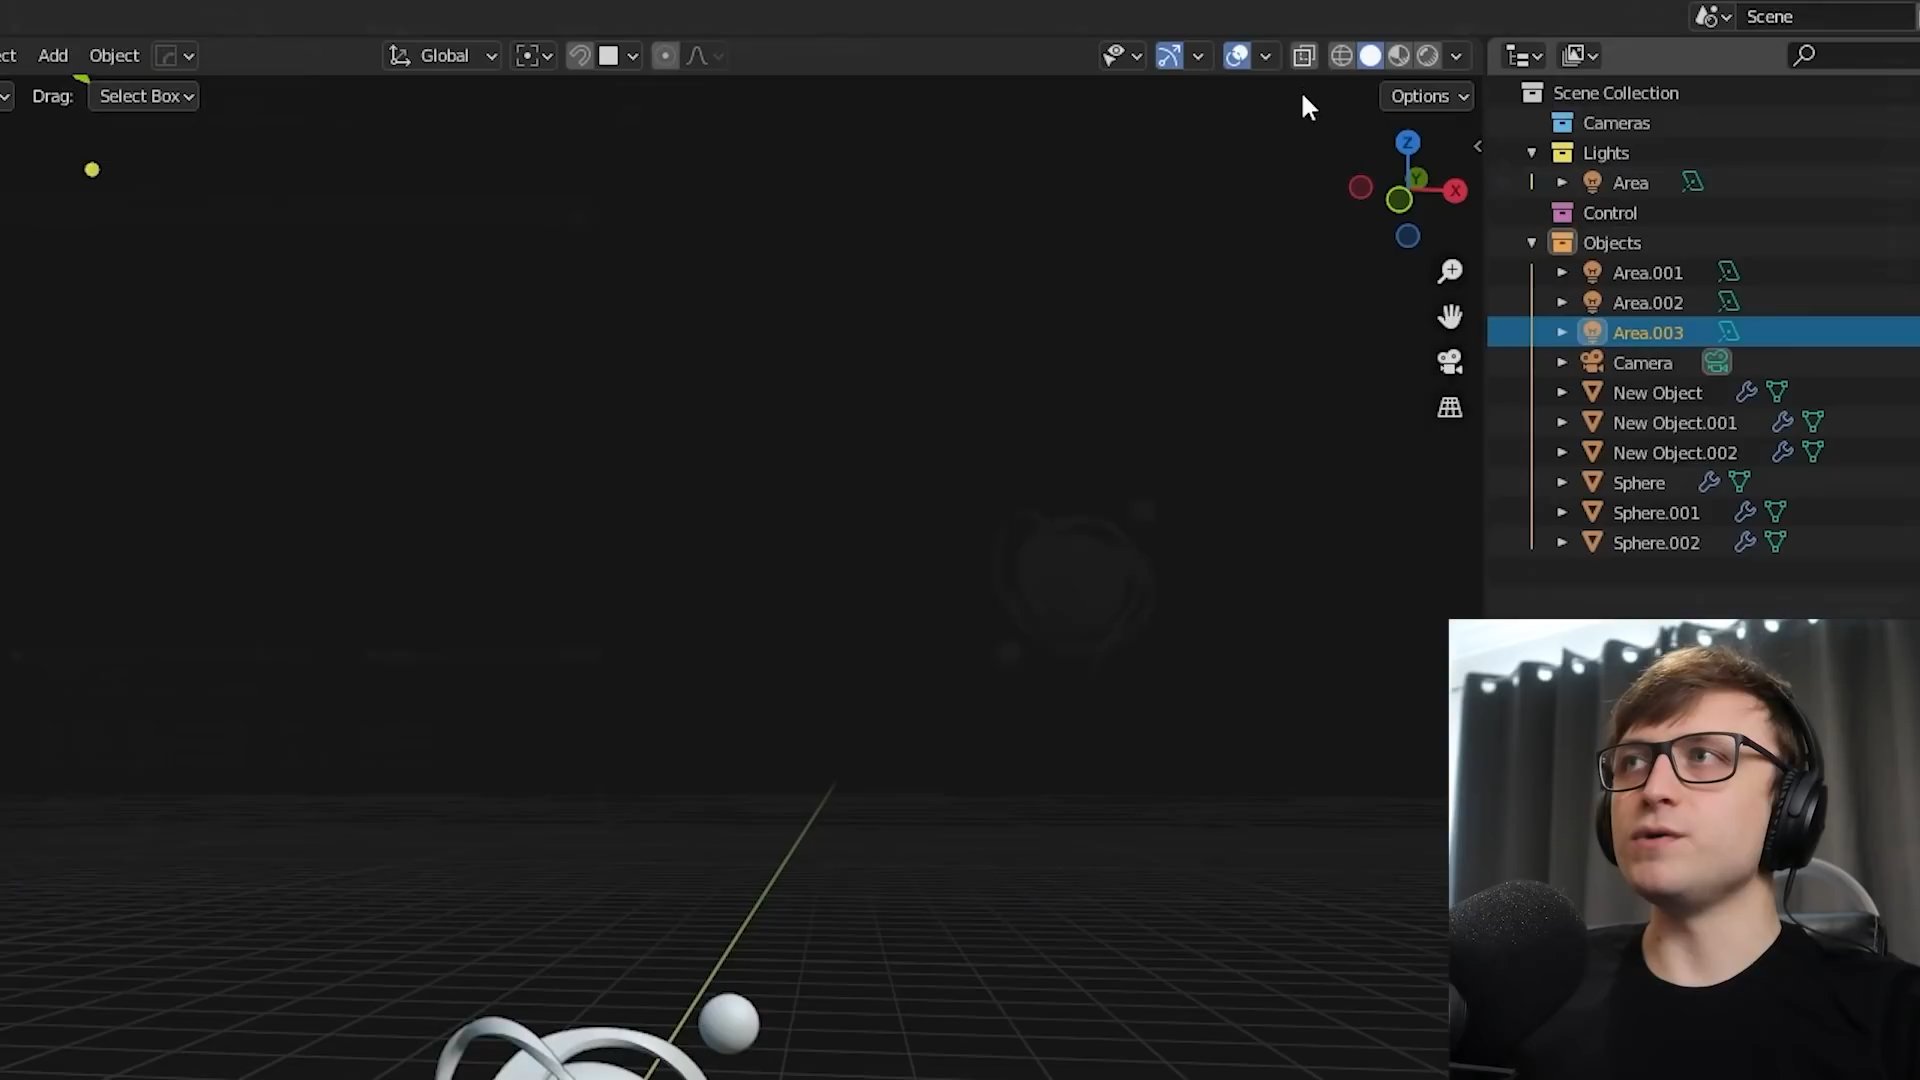 Scene
ct Add Object Global
Drag: Select Box Options
Scene Collection
Cameras
Lights
Area
Control
Objects
Area.001
Area.002
Area.003
Camera
New Object
New Object.001
New Object.002
Sphere
Sphere.001
Sphere.002
Z
Y
X